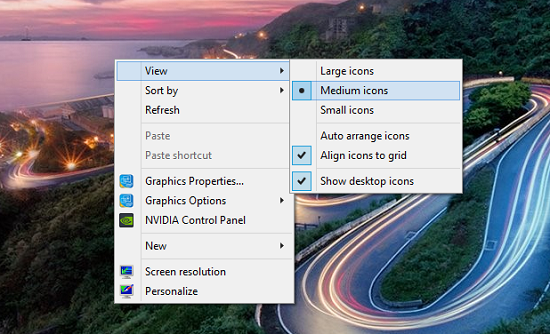 View
Sort by
Refresh
Paste
Paste shortcut
Graphics Properties...
Graphics Options
NVIDIA Control Panel
New
Screen resolution
Personalize
Large icons
Medium icons
Small icons
Auto arrange icons
Align icons to grid
Show desktop icons